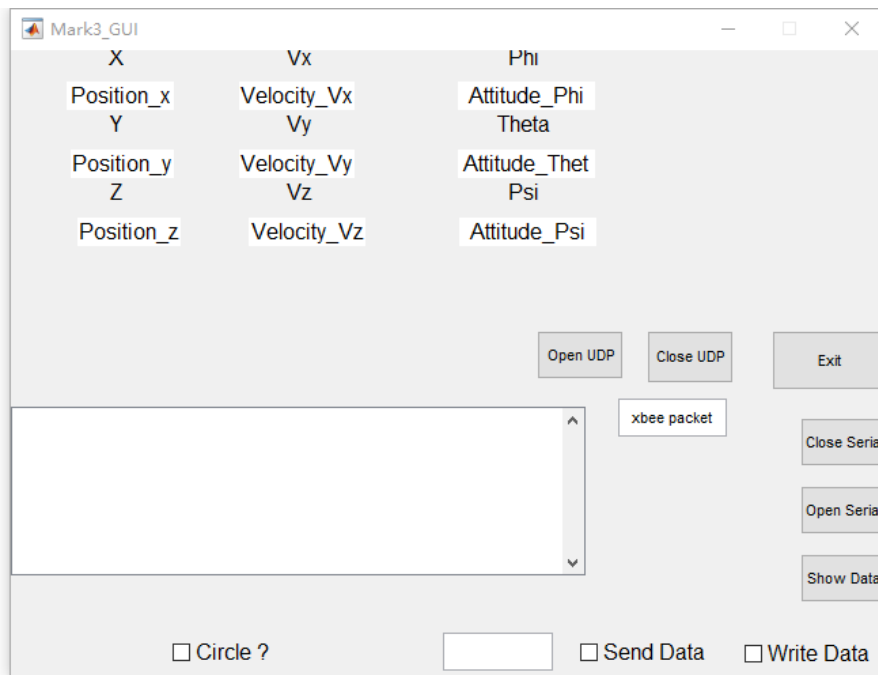 Mark3_GUI
X Vx Phi
Position_x Velocity_Vx Attitude_Phi
Y Vy Theta
Position_y Velocity_Vy Attitude_Thet
Z Vz Psi
Position_z Velocity_Vz Attitude_Psi
Open UDP Close UDP Exit
xbee packet
Close Seria
Open Seria
Show Data
Circle ? Send Data Write Data